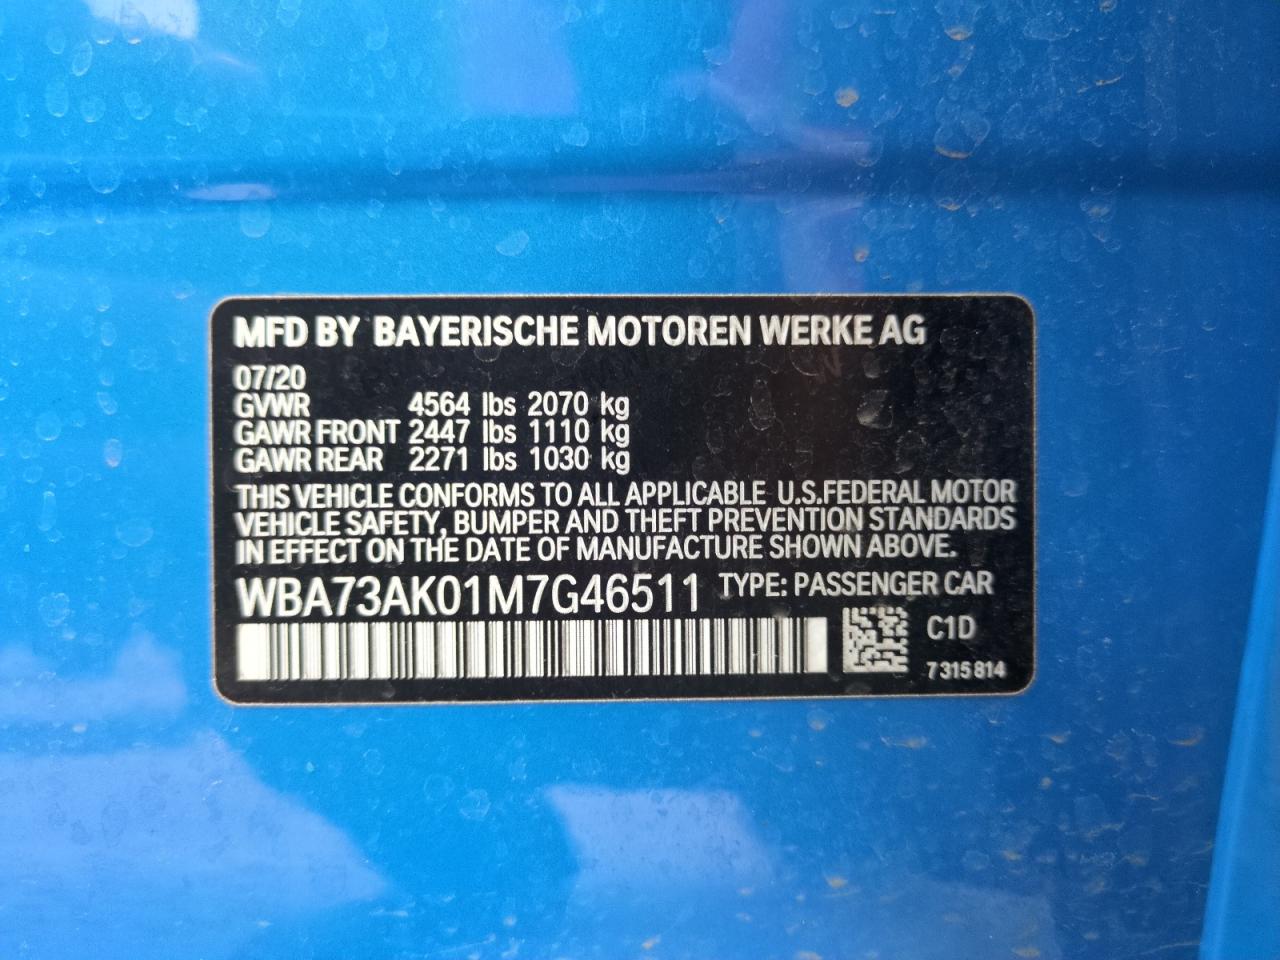 MFD BY BAYERISCHE MOTOREN WERKE AG
07/20
GVWR 4564 lbs 2070 kg
GAWR FRONT 2447 lbs 1110 kg
GAWR REAR 2271 lbs 1030 kg
THIS VEHICLE CONFORMS TO ALL APPLICABLE U.S.FEDERAL MOTOR
VEHICLE SAFETY, BUMPER AND THEFT PREVENTION STANDARDS
IN EFFECT ON THE DATE OF MANUFACTURE SHOWN ABOVE.
WBA73AK01M7G46511 TYPE: PASSENGER CAR
C1D
7315814